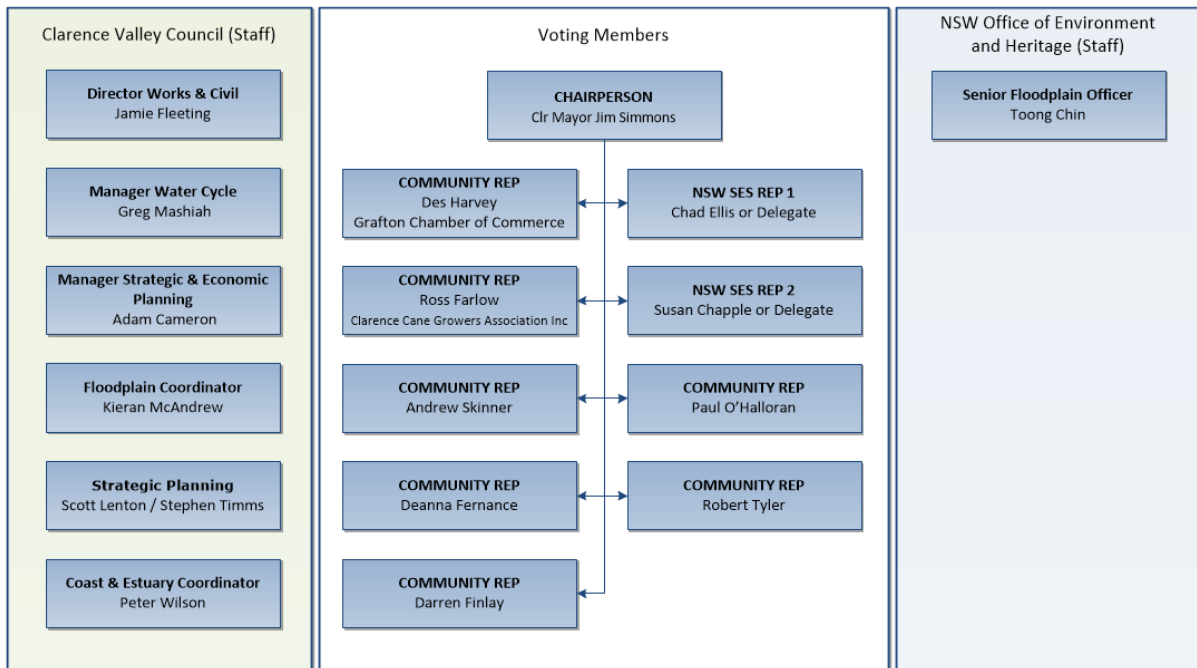 Clarence Valley Council (Staff)
Director Works & Civil
Jamie Fleeting
Manager Water Cycle
Greg Mashiah
Manager Strategic & Economic
Planning
Adam Cameron
Floodplain Coordinator
Kieran McAndrew
Strategic Planning
Scott Lenton / Stephen Timms
Coast & Estuary Coordinator
Peter Wilson
Voting Members
CHAIRPERSON
Clr Mayor Jim Simmons
COMMUNITY REP
Des Harvey
Grafton Chamber of Commerce
NSW SES REP 1
Chad Ellis or Delegate
COMMUNITY REP
Ross Farlow
Clarence Cane Growers Association Inc
NSW SES REP 2
Susan Chapple or Delegate
COMMUNITY REP
Andrew Skinner
COMMUNITY REP
Paul O'Halloran
COMMUNITY REP
Deanna Fernance
COMMUNITY REP
Robert Tyler
COMMUNITY REP
Darren Finlay
NSW Office of Environment
and Heritage (Staff)
Senior Floodplain Officer
Toong Chin